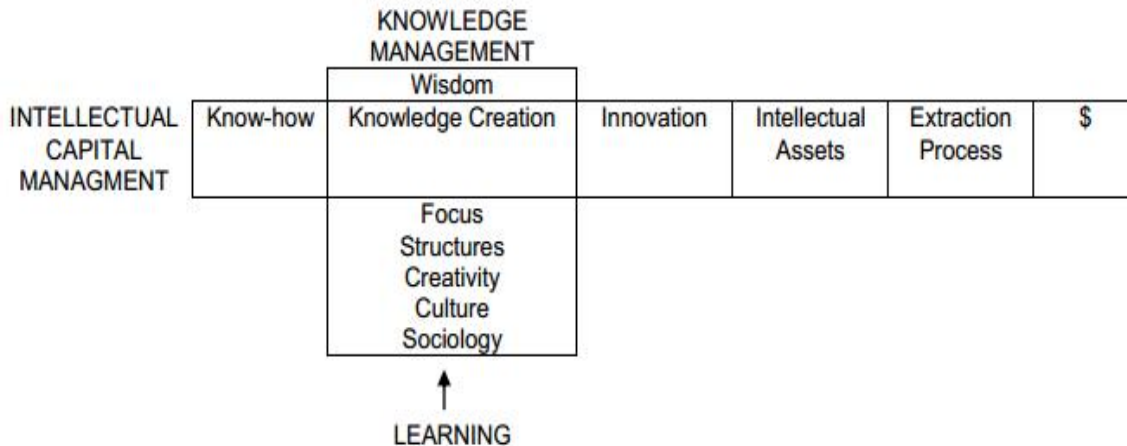 KNOWLEDGE
MANAGEMENT
Wisdom
INTELLECTUAL
CAPITAL
MANAGMENT
Know-how
Knowledge Creation
Innovation
Intellectual
Assets
Extraction
Process
$
Focus
Structures
Creativity
Culture
Sociology
LEARNING